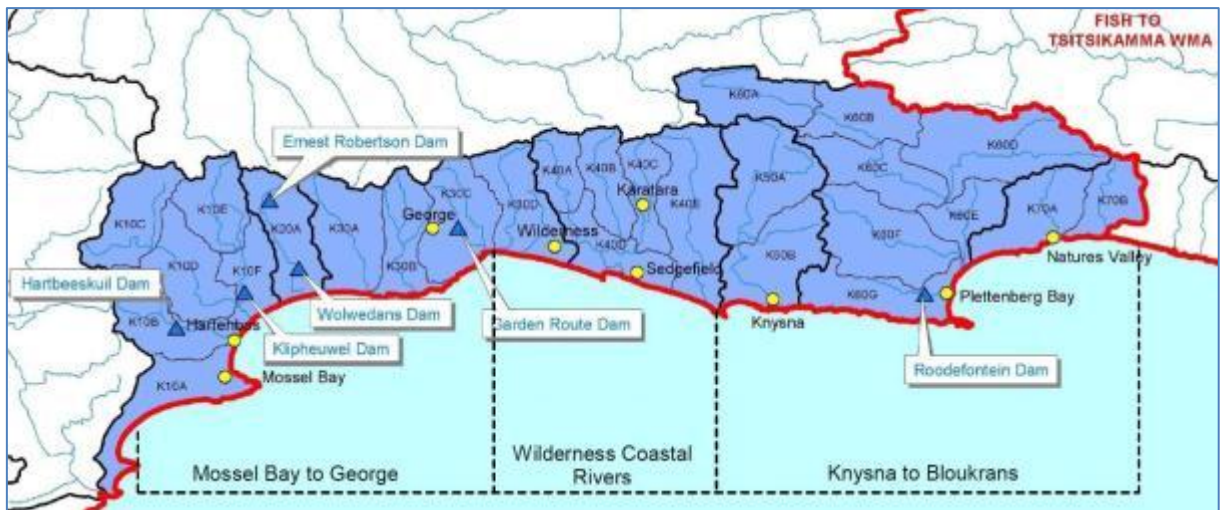 FISH TO
TSITSIKAMMA WMA
K60A
K60B
Ernest Robertson Dam
K60D
K40A
K40B
K40C
K60C
K50A
K30C
K10C
K10E
Karatara
K70B
K20A
K30A
George
K30D
K40E
K60E
K70A
Wilderness
K60F
K40D
K10D
K10F
K30B
K50B
Natures Valley
Sedgefield
Hartbeeskuil Dam
K60G
Plettenberg Bay
Knysna
Wolwedans Dam
Garden Route Dam
K10B
Hartenbos
Klipheuwel Dam
Roodefontein Dam
K10A
Mossel Bay
Mossel Bay to George
Wilderness Coastal
Rivers
Knysna to Bloukrans